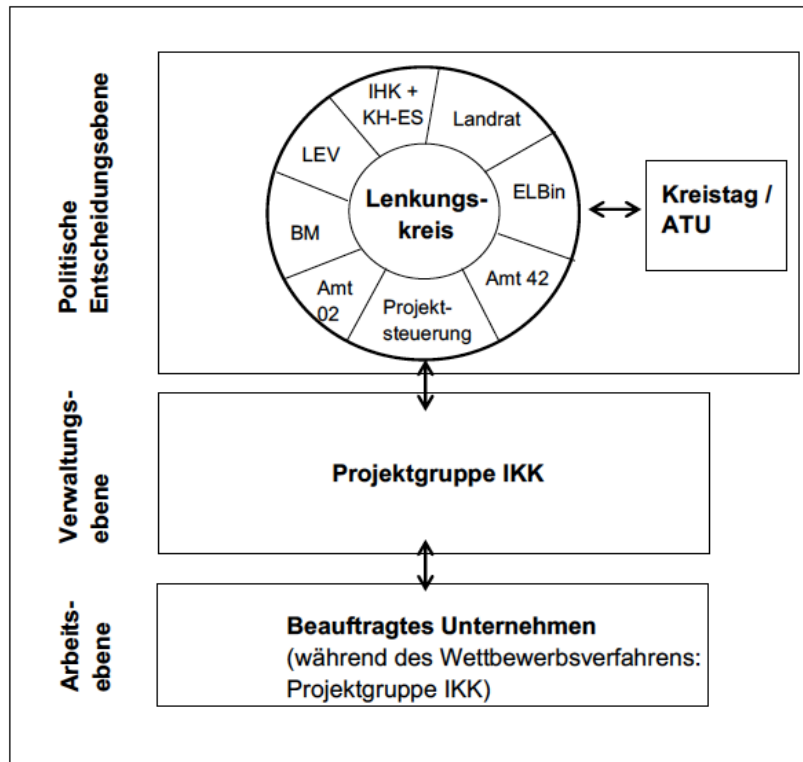 Politische
Entscheidungsebene
IHK +
KH-ES
Landrat
LEV
ELBin
Lenkungs-
kreis
BM
Amt 42
Amt
02
Projekt-
steuerung
Kreistag /
ATU
Verwaltungs-
ebene
Projektgruppe IKK
Arbeits-
ebene
Beauftragtes Unternehmen
(während des Wettbewerbsverfahrens:
Projektgruppe IKK)